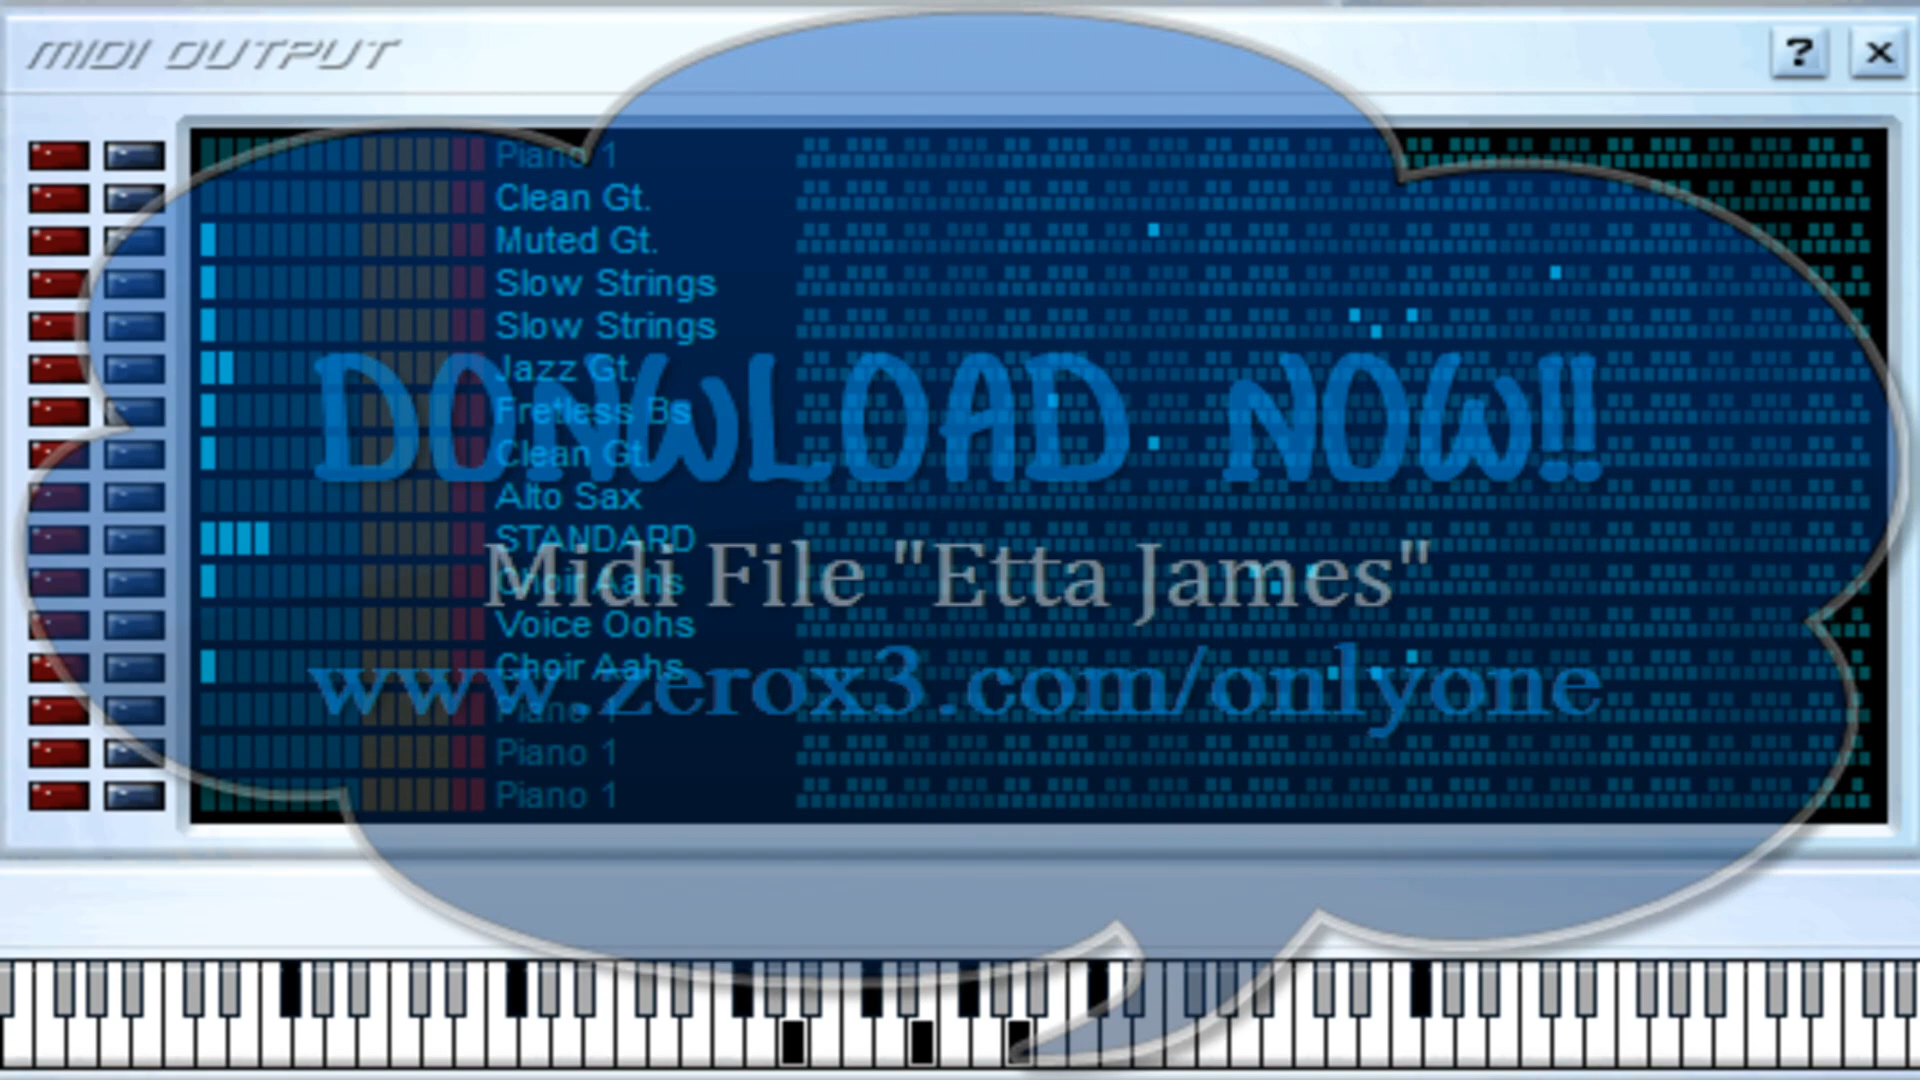 MIDI OUTPUT
?
x
Piano 1
Clean Gt.
Muted Gt.
Slow Strings
Slow Strings
Jazz Gt.
Fretless Bs
Clean Gt.
Alto Sax
STANDARD
Choir Aahs
Voice Oohs
Choir Aahs
Piano 1
Piano 1
Piano 1
DONWLOAD NOW!!
Midi File "Etta James"
www.zerox3.com/onlyone